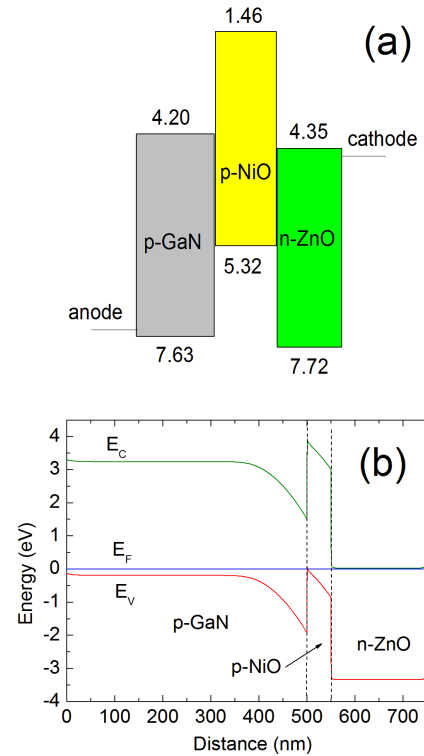 (a)
1.46
4.20
4.35
cathode
p-NiO
p-GaN
n-ZnO
5.32
anode
7.63
7.72
(b)
Energy (eV)
4
3
2
1
0
-1
-2
-3
-4
E_C
E_F
E_V
p-GaN
p-NiO
n-ZnO
0 100 200 300 400 500 600 700
Distance (nm)